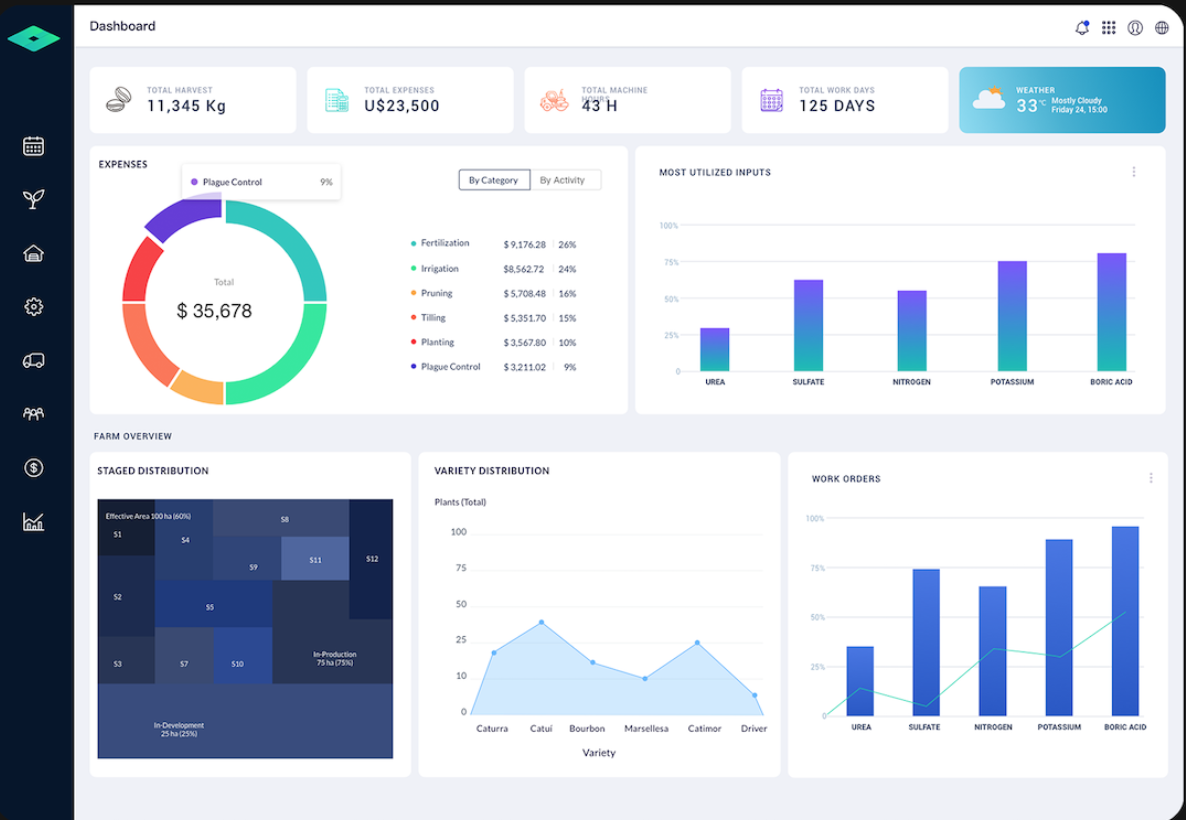 Dashboard
TOTAL HARVEST
11,345 Kg
TOTAL EXPENSES
U$23,500
TOTAL MACHINE
HOURS
43 H
TOTAL WORK DAYS
125 DAYS
WEATHER
33°C Mostly Cloudy
Friday 24, 15:00
EXPENSES
Plague Control 9%
By Category By Activity
Total
$ 35,678
Fertilization $ 9,176.28 26%
Irrigation $8,562.72 24%
Pruning $ 5,708.48 16%
Tilling $ 5,351.70 15%
Planting $ 3,567.80 10%
Plague Control $ 3,211.02 9%
MOST UTILIZED INPUTS
100%
75%
50%
25%
0
UREA SULFATE NITROGEN POTASSIUM BORIC ACID
FARM OVERVIEW
STAGED DISTRIBUTION
Effective Area 100 ha (60%)
S1
S4
S8
S9
S11
S12
S2
S5
S3
S7
S10
In-Production
75 ha (75%)
In-Development
25 ha (25%)
VARIETY DISTRIBUTION
Plants (Total)
100
75
50
25
10
0
Caturra Catuí Bourbon Marsellesa Catimor Driver
Variety
WORK ORDERS
100%
75%
50%
25%
0
UREA SULFATE NITROGEN POTASSIUM BORIC ACID